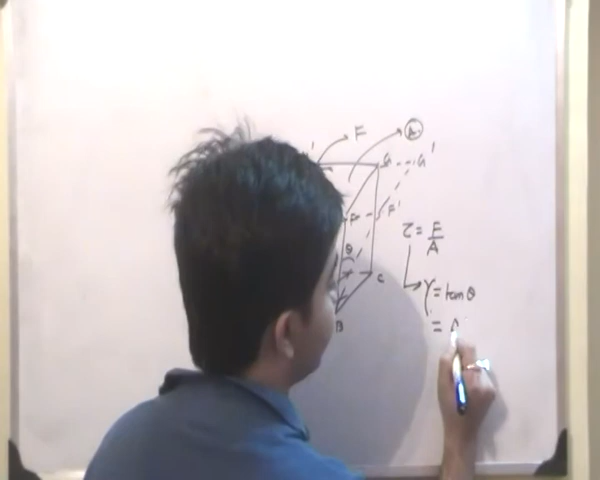 F A
G G'
F F'
τ = F/A
θ
C
γ = tan θ
B
=